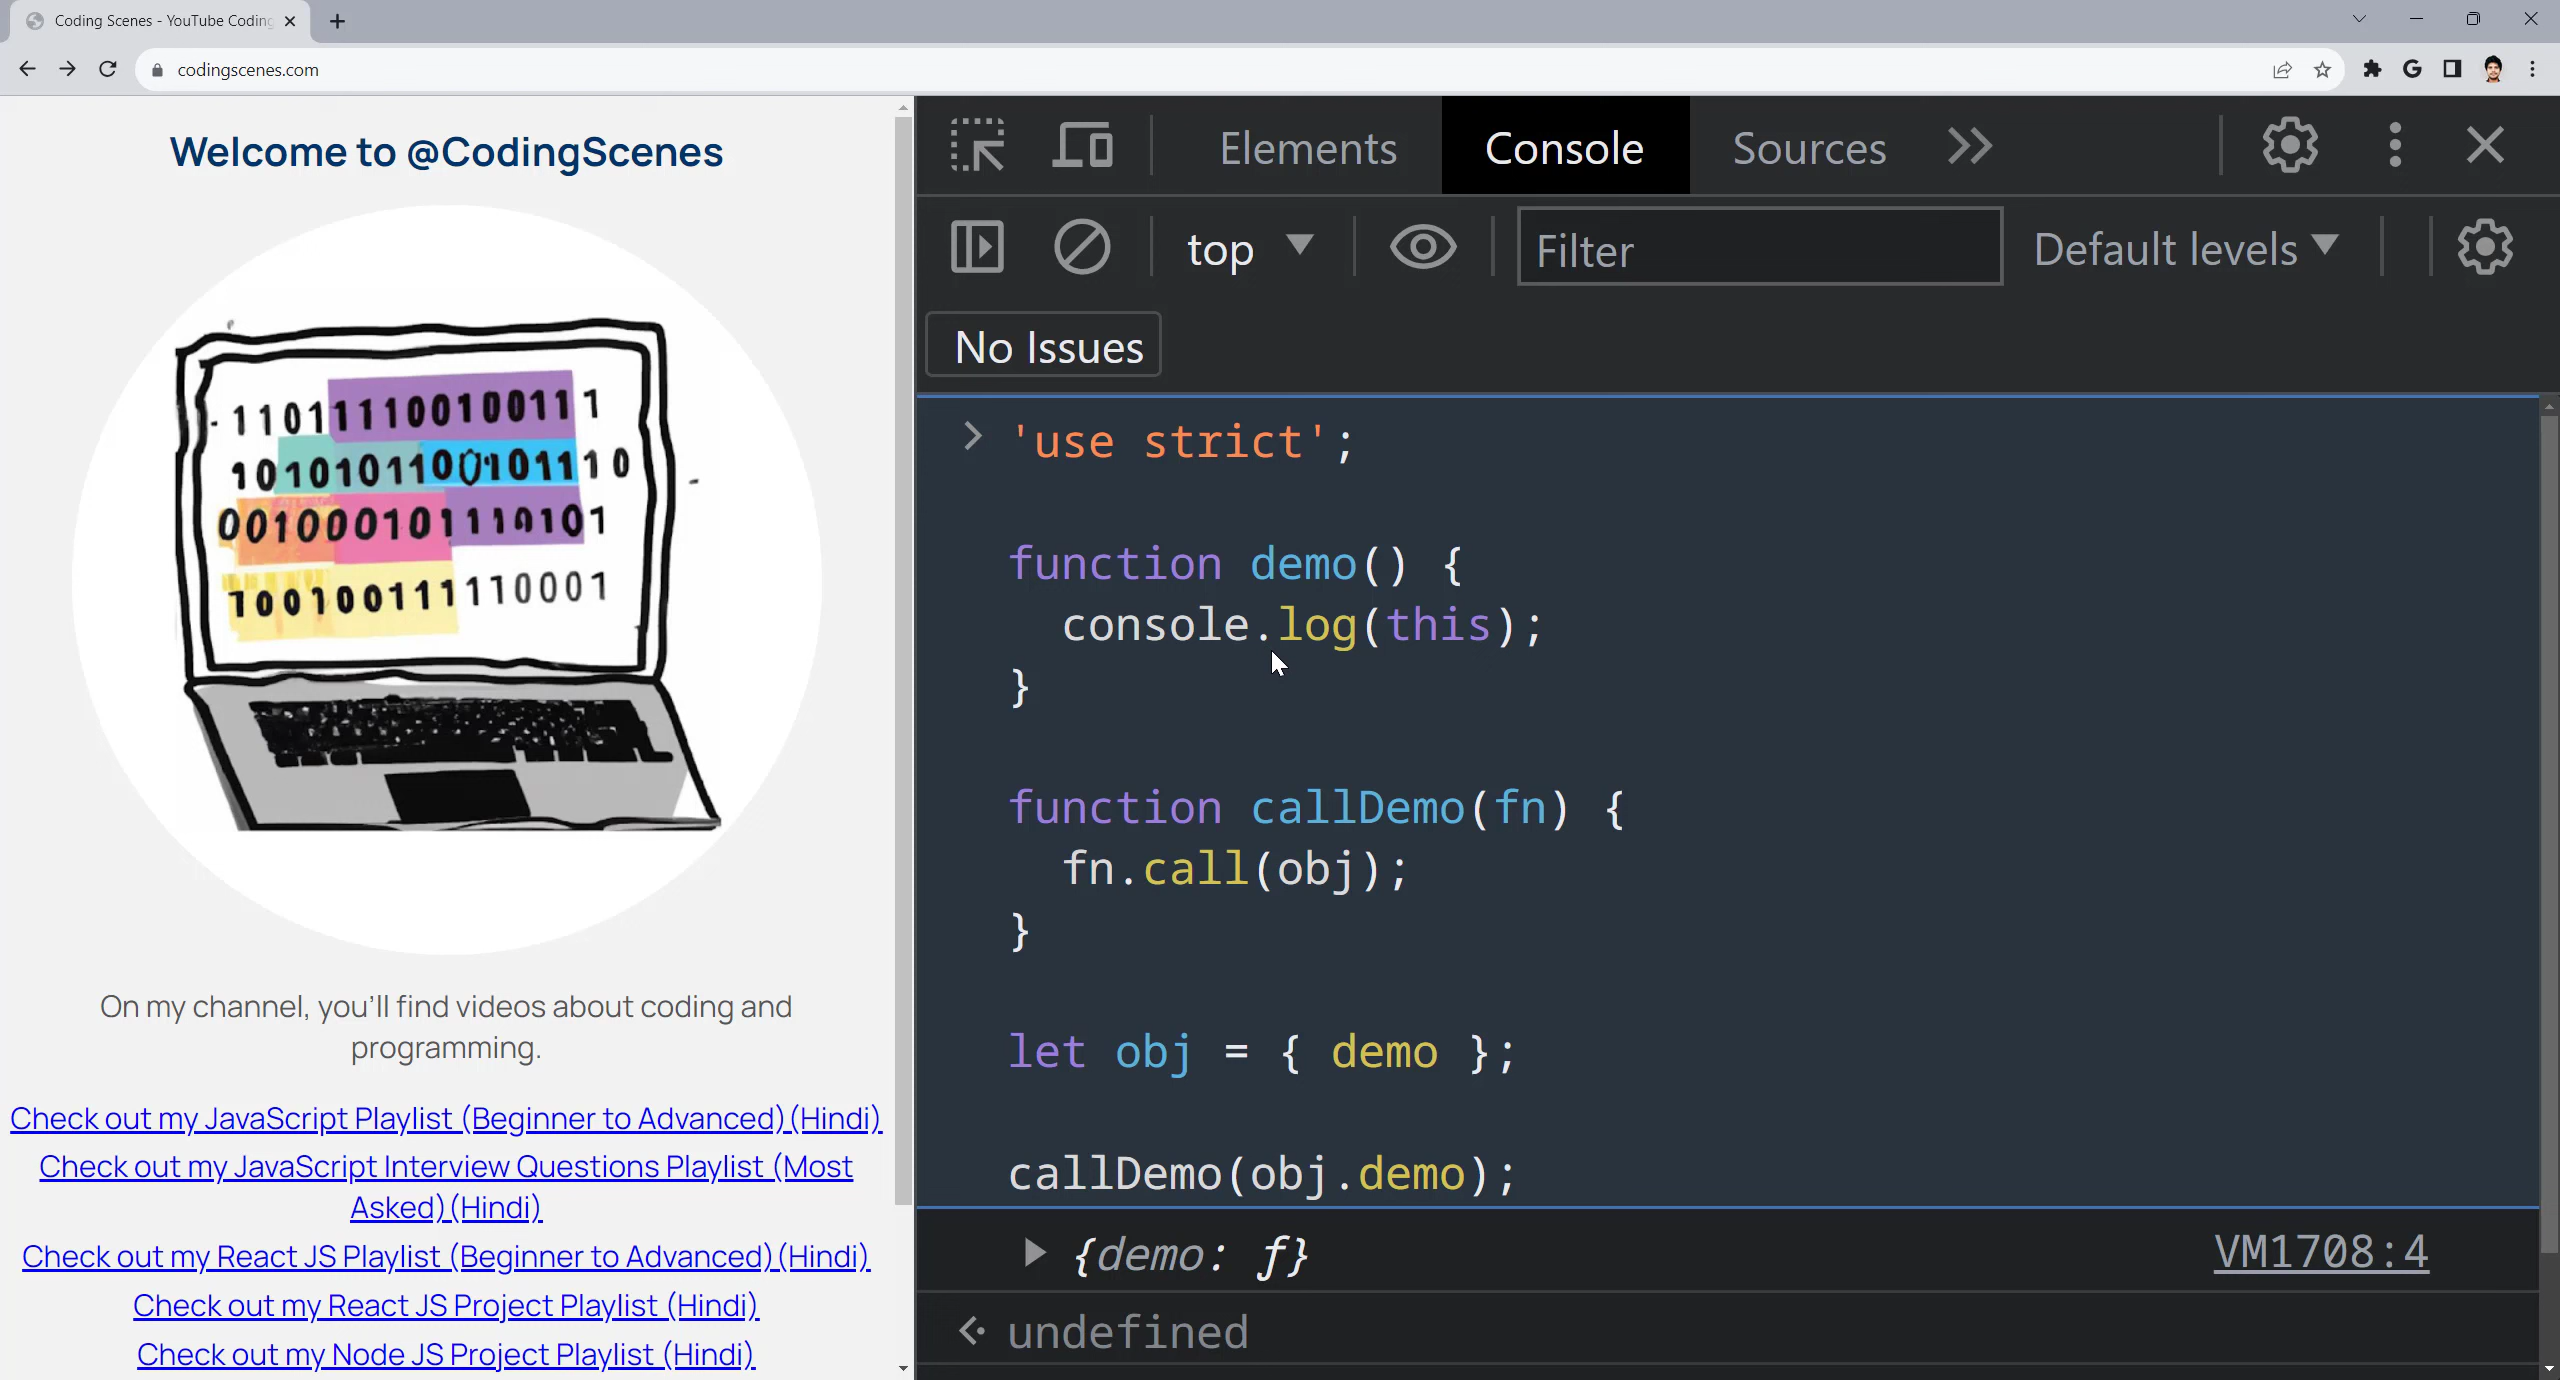 Coding Scenes - YouTube Coding
codingscenes.com
Welcome to @CodingScenes
110111110010011 1
1010101100101110
0010001011110101
100100111110001
On my channel, you'll find videos about coding and
programming.
Check out my JavaScript Playlist (Beginner to Advanced)(Hindi)
Check out my JavaScript Interview Questions Playlist (Most
Asked)(Hindi)
Check out my React JS Playlist (Beginner to Advanced)(Hindi)
Check out my React JS Project Playlist (Hindi)
Check out my Node JS Project Playlist (Hindi)
Elements Console Sources
top Filter Default levels
No Issues
'use strict';
function demo() {
console.log(this);
}
function callDemo(fn) {
fn.call(obj);
}
let obj = { demo };
callDemo(obj.demo);
{demo: ƒ} VM1708:4
undefined